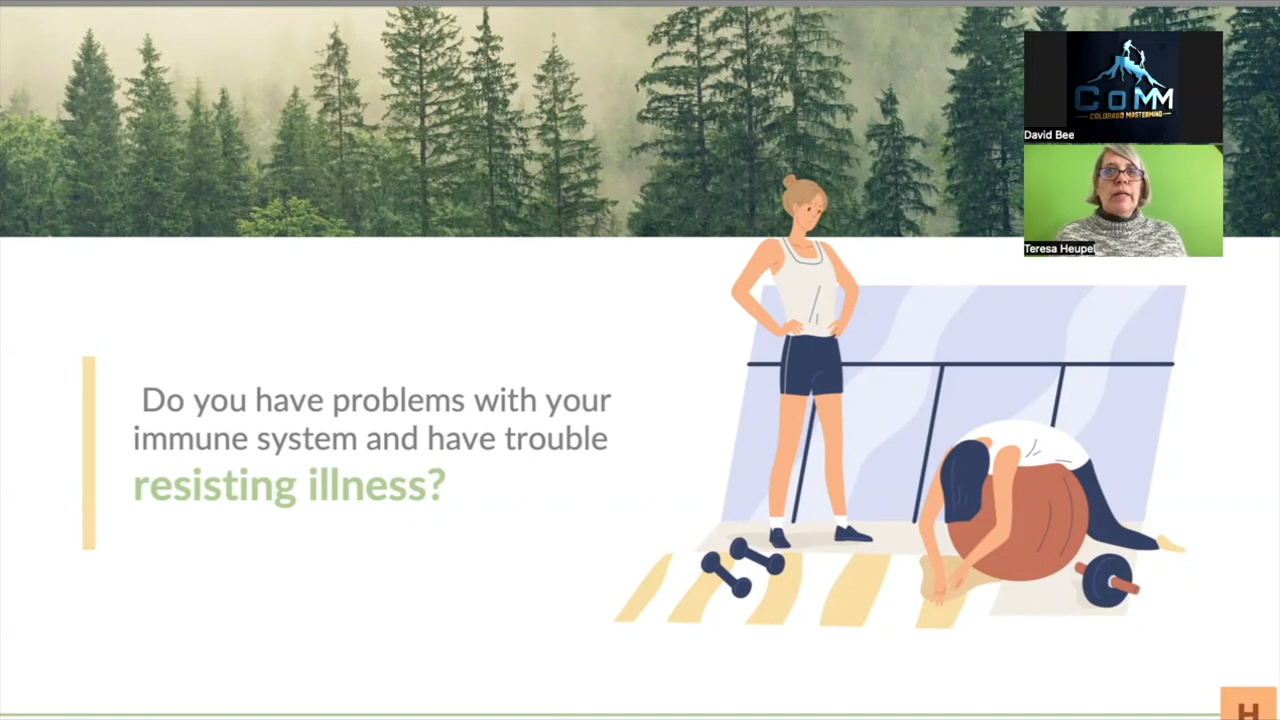 CoMM
COLORADO MASTERMIND
David Bee
Teresa Heupel
Do you have problems with your
immune system and have trouble
resisting illness?
H